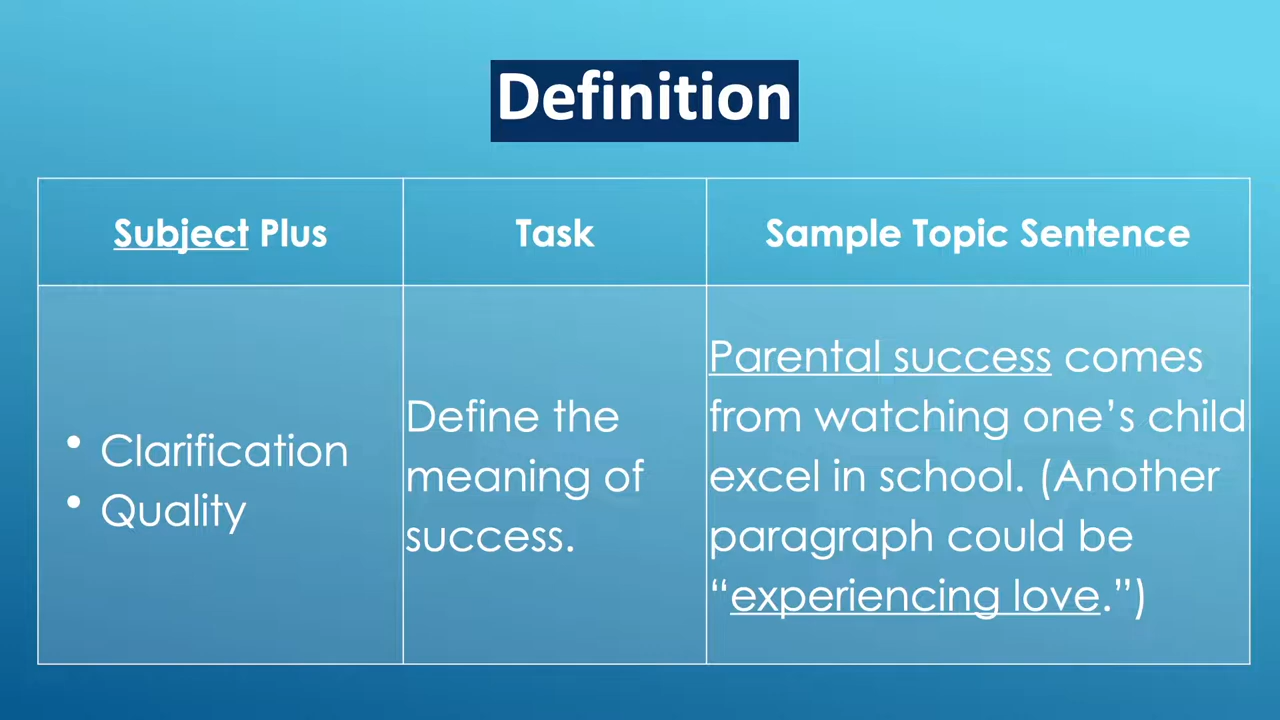 Definition
Subject Plus
Task
Sample Topic Sentence
• Clarification
• Quality
Define the
meaning of
success.
Parental success comes
from watching one’s child
excel in school. (Another
paragraph could be
“experiencing love.”)